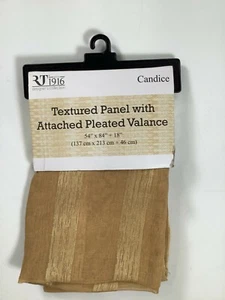 RT 1916
Candice
Textured Panel with
Attached Pleated Valance
54" x 84" + 18"
(137 cm x 213 cm + 46 cm)